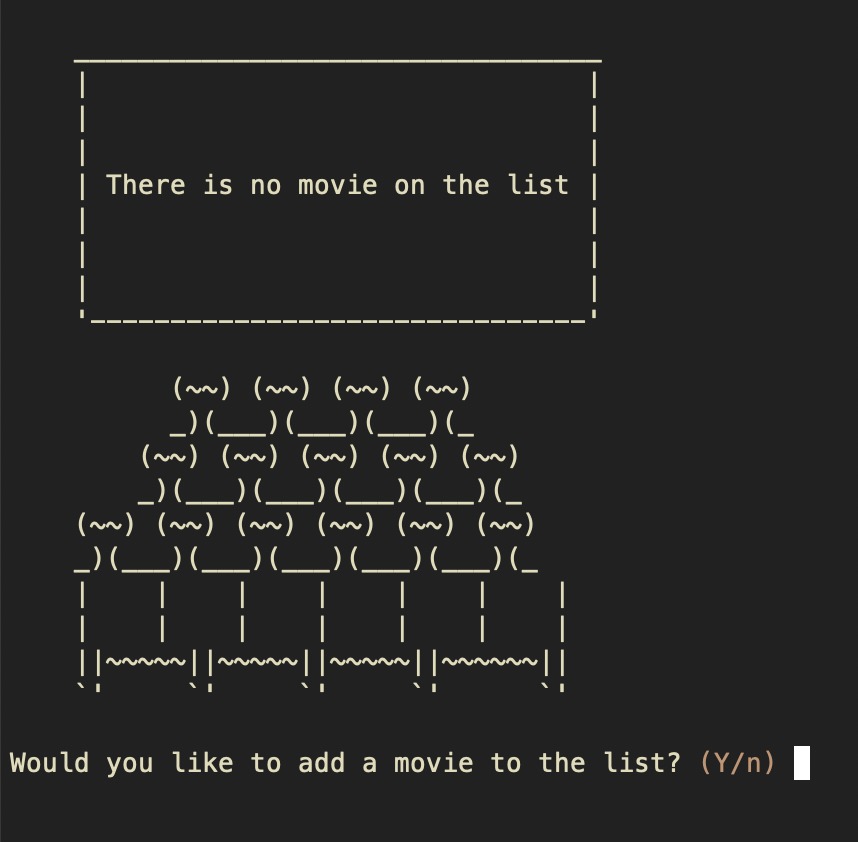 There is no movie on the list
Would you like to add a movie to the list? (Y/n)